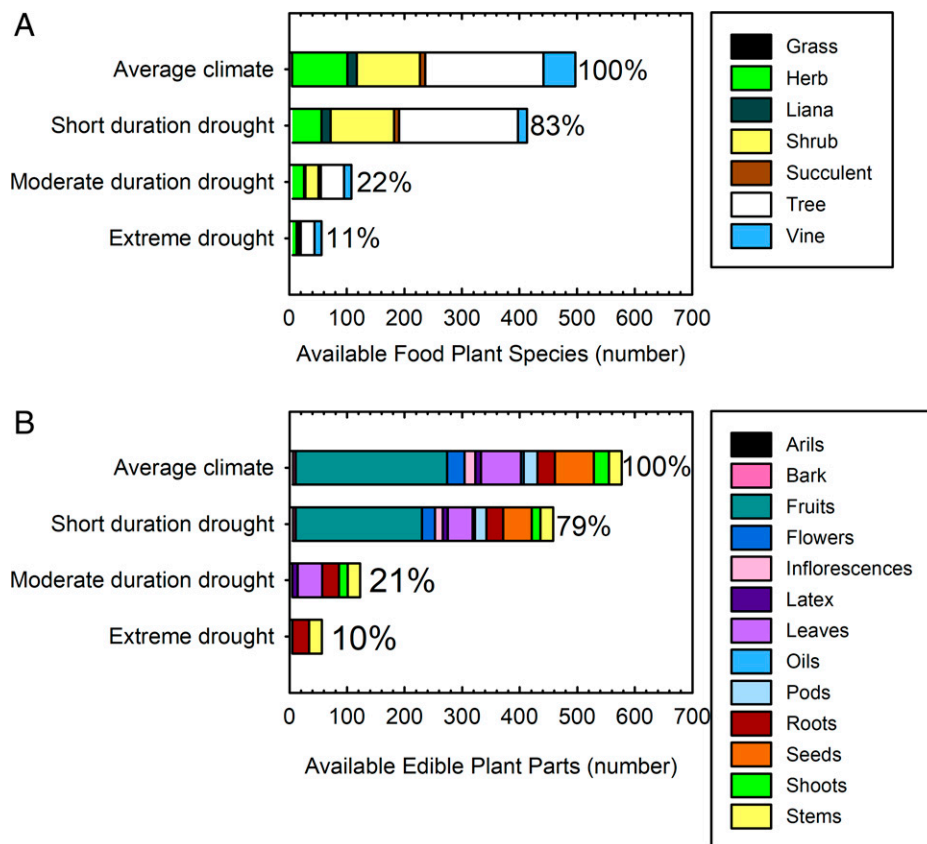 A
Average climate
100%
Short duration drought
83%
Moderate duration drought
22%
Extreme drought
11%
0 100 200 300 400 500 600 700
Available Food Plant Species (number)
Grass
Herb
Liana
Shrub
Succulent
Tree
Vine
B
Average climate
100%
Short duration drought
79%
Moderate duration drought
21%
Extreme drought
10%
0 100 200 300 400 500 600 700
Available Edible Plant Parts (number)
Arils
Bark
Fruits
Flowers
Inflorescences
Latex
Leaves
Oils
Pods
Roots
Seeds
Shoots
Stems